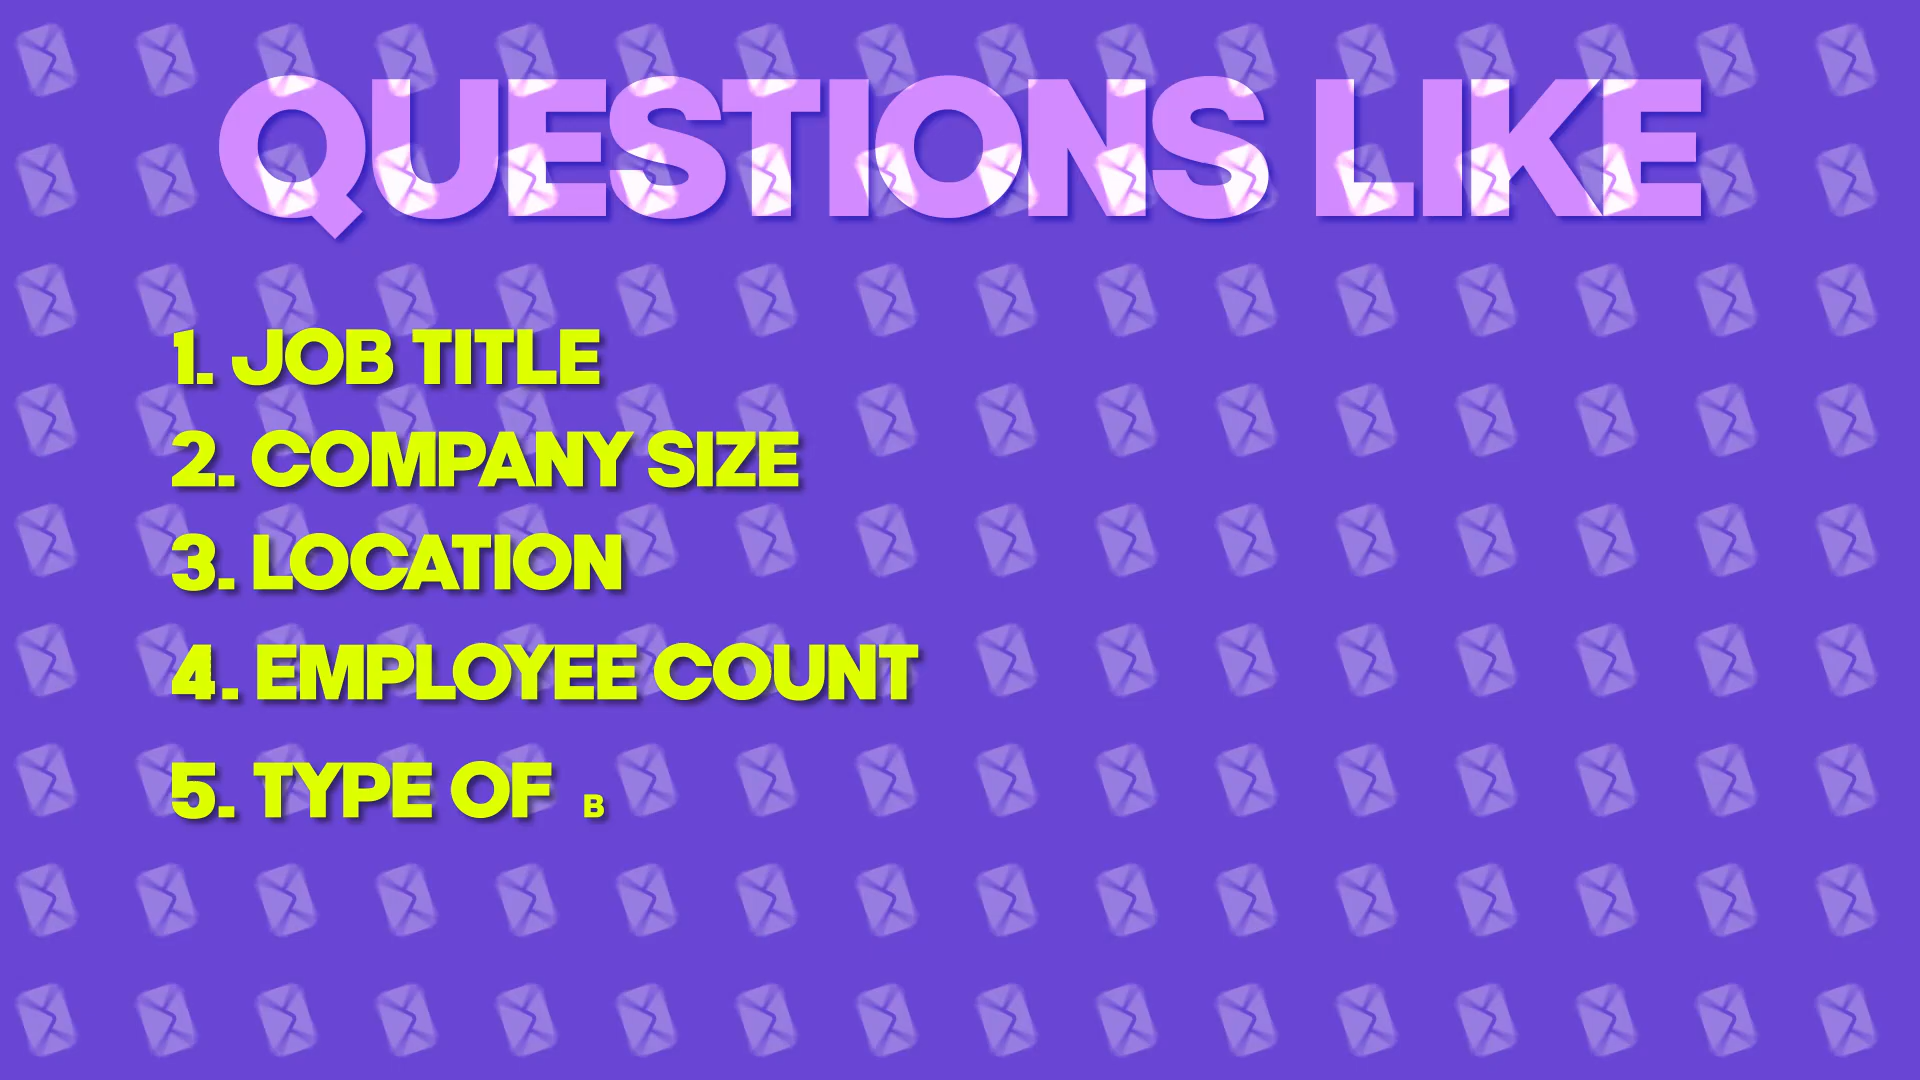 QUESTIONS LIKE
1. JOB TITLE
2. COMPANY SIZE
3. LOCATION
4. EMPLOYEE COUNT
5. TYPE OF B